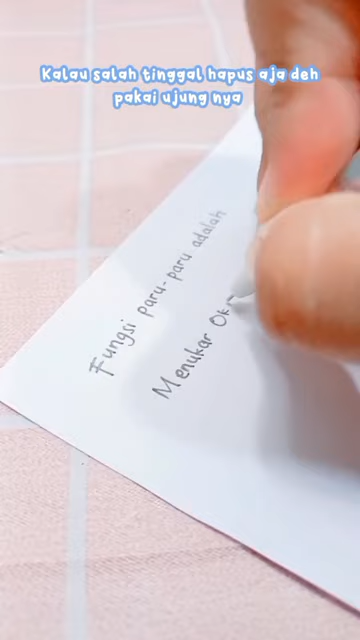 Kalau salah tinggal hapus aja deh
pakai ujung nya
Fungsi paru-paru adalah
Menukar Ok